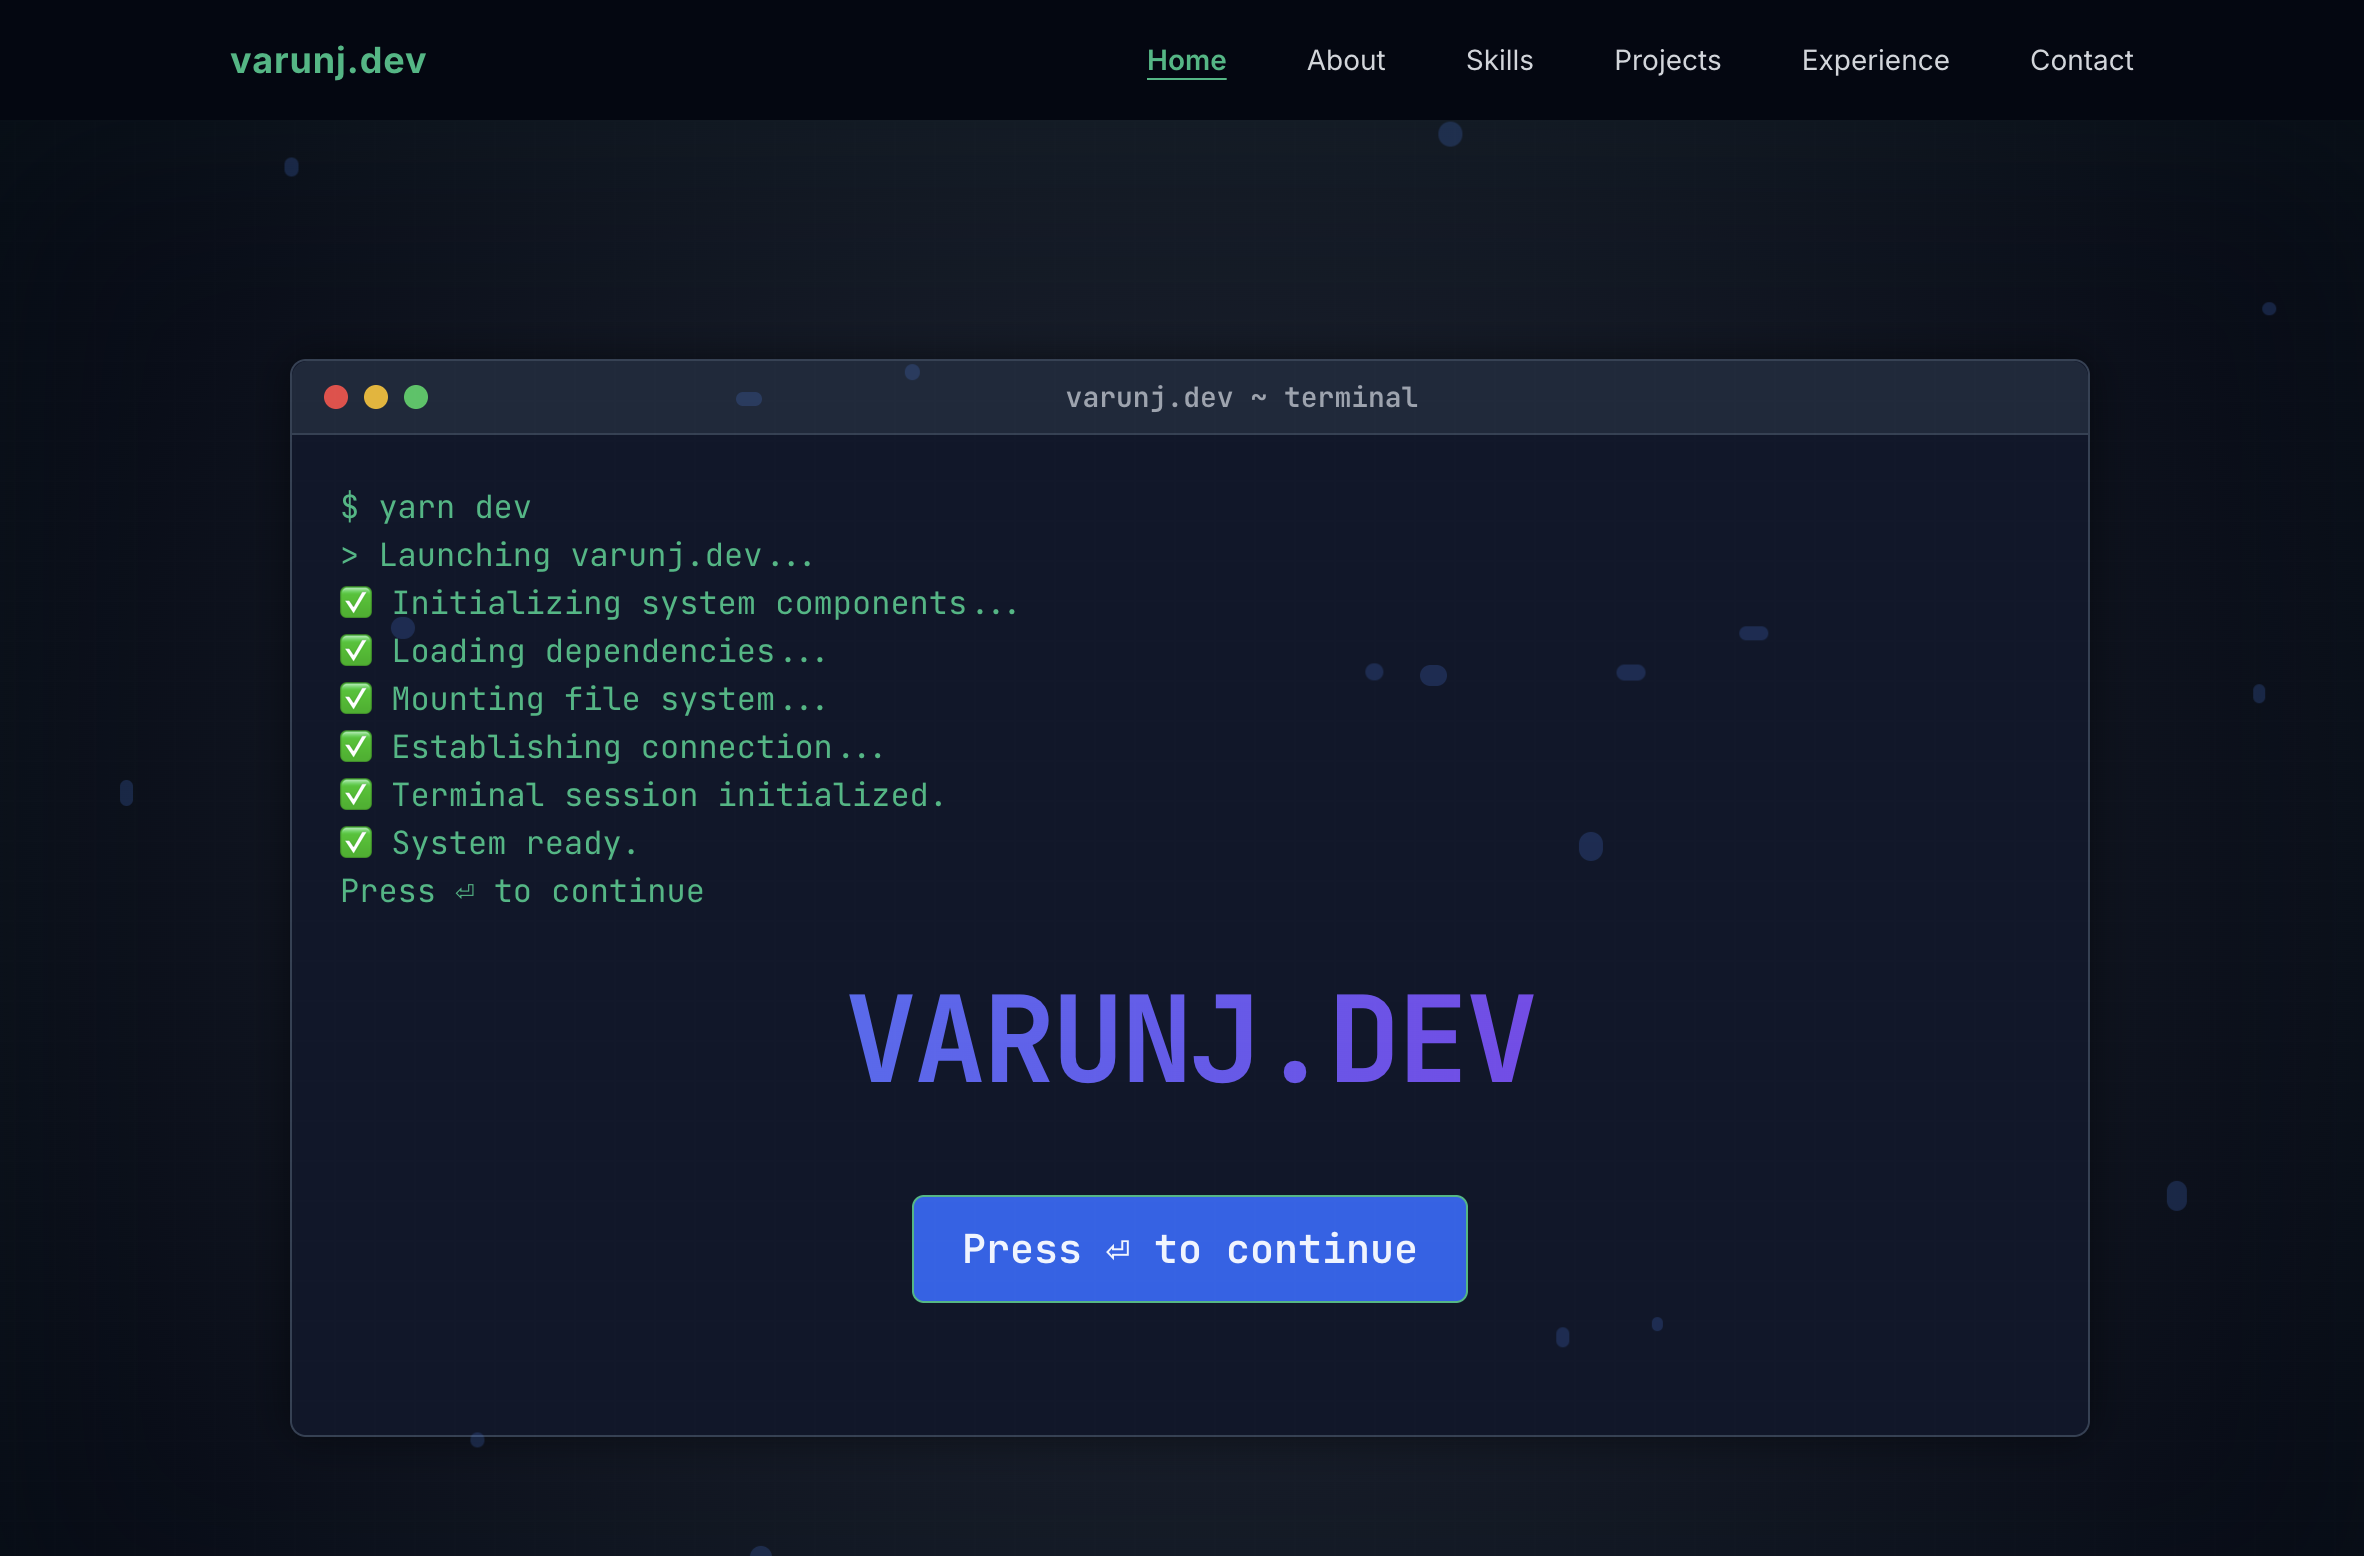 varunj.dev
Home About Skills Projects Experience Contact
varunj.dev ~ terminal
$ yarn dev
> Launching varunj.dev...
✅ Initializing system components...
✅ Loading dependencies...
✅ Mounting file system...
✅ Establishing connection...
✅ Terminal session initialized.
✅ System ready.
Press ⏎ to continue
VARUNJ.DEV
Press ⏎ to continue